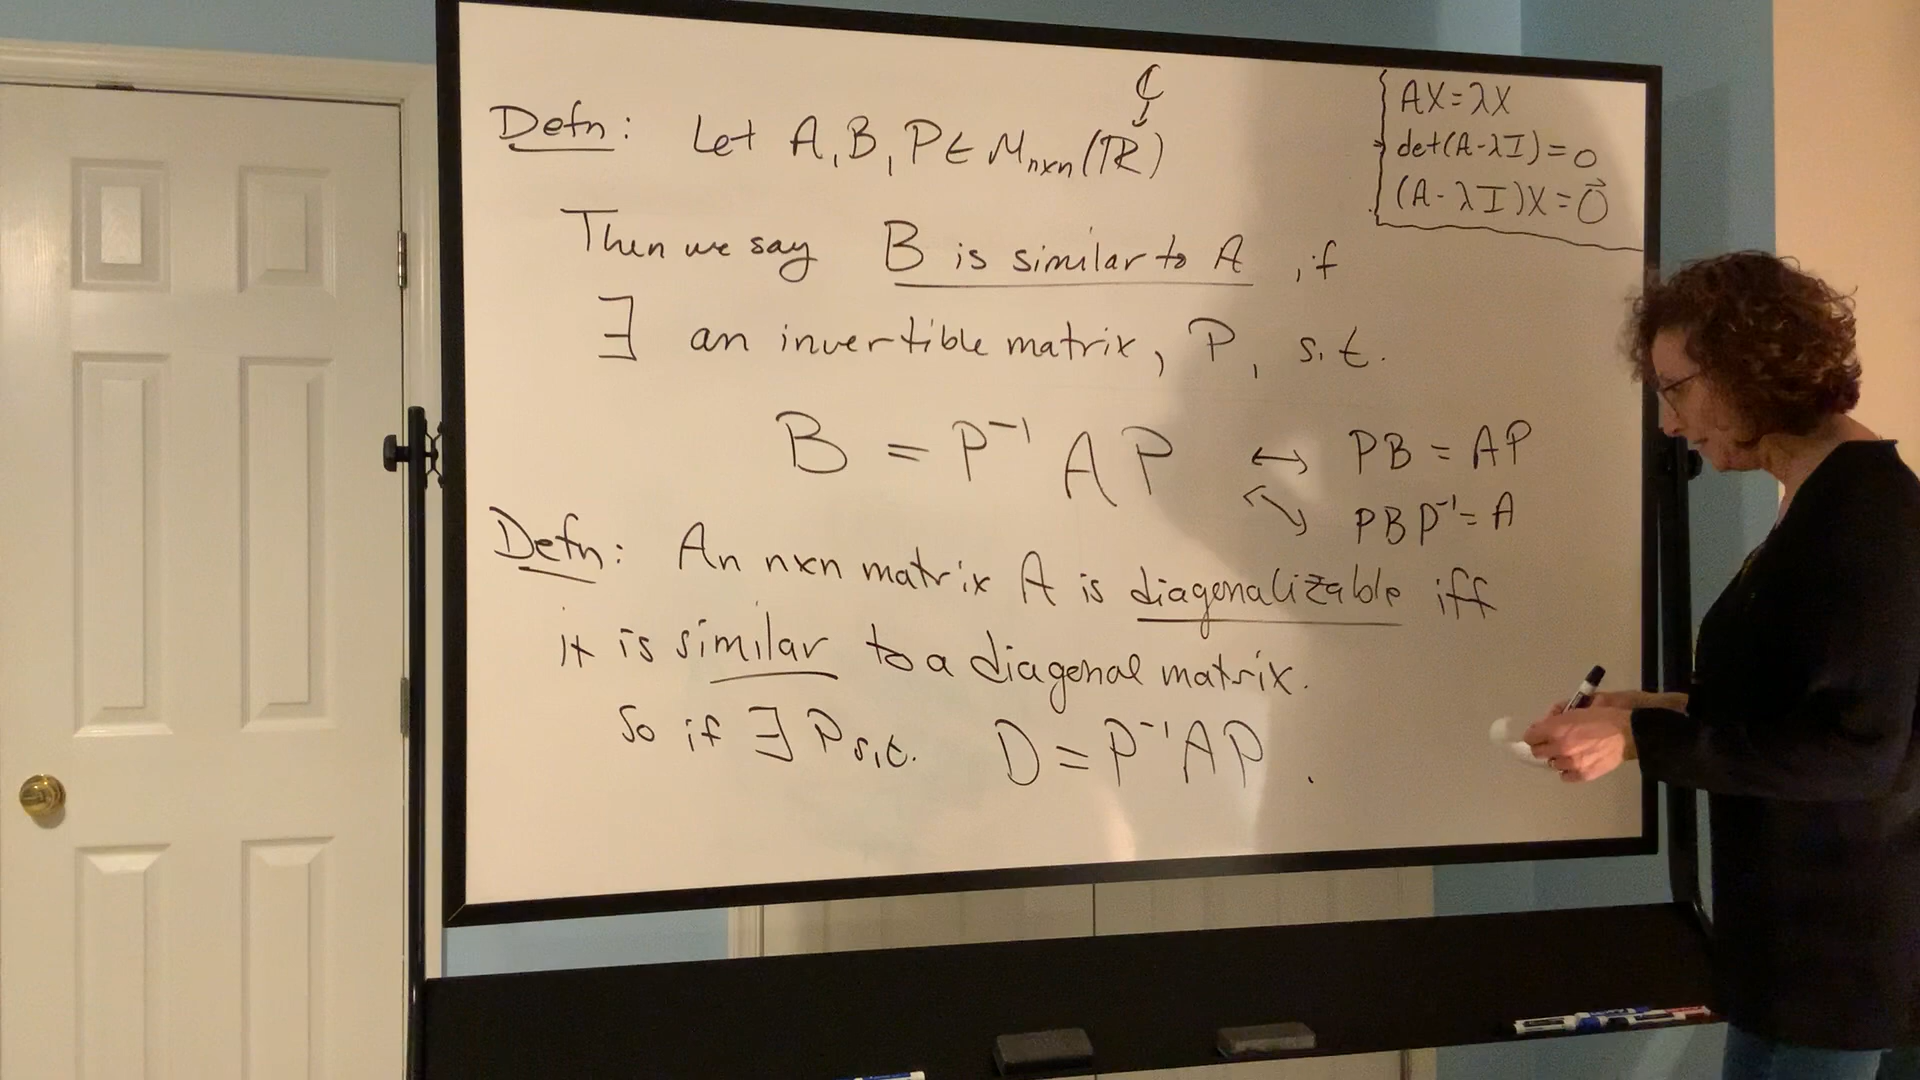 ℂ
Defn: Let A, B, P ∈ M_{n×n}(ℝ)
Then we say B is similar to A , if
∃ an invertible matrix, P, s.t.
B = P⁻¹AP ↔ PB = AP
PBP⁻¹ = A
Defn: An n×n matrix A is diagonalizable iff
it is similar to a diagonal matrix.
So if ∃ P s.t. D = P⁻¹AP .
AX = λX
det(A-λI) = 0
(A-λI)X = 0⃗